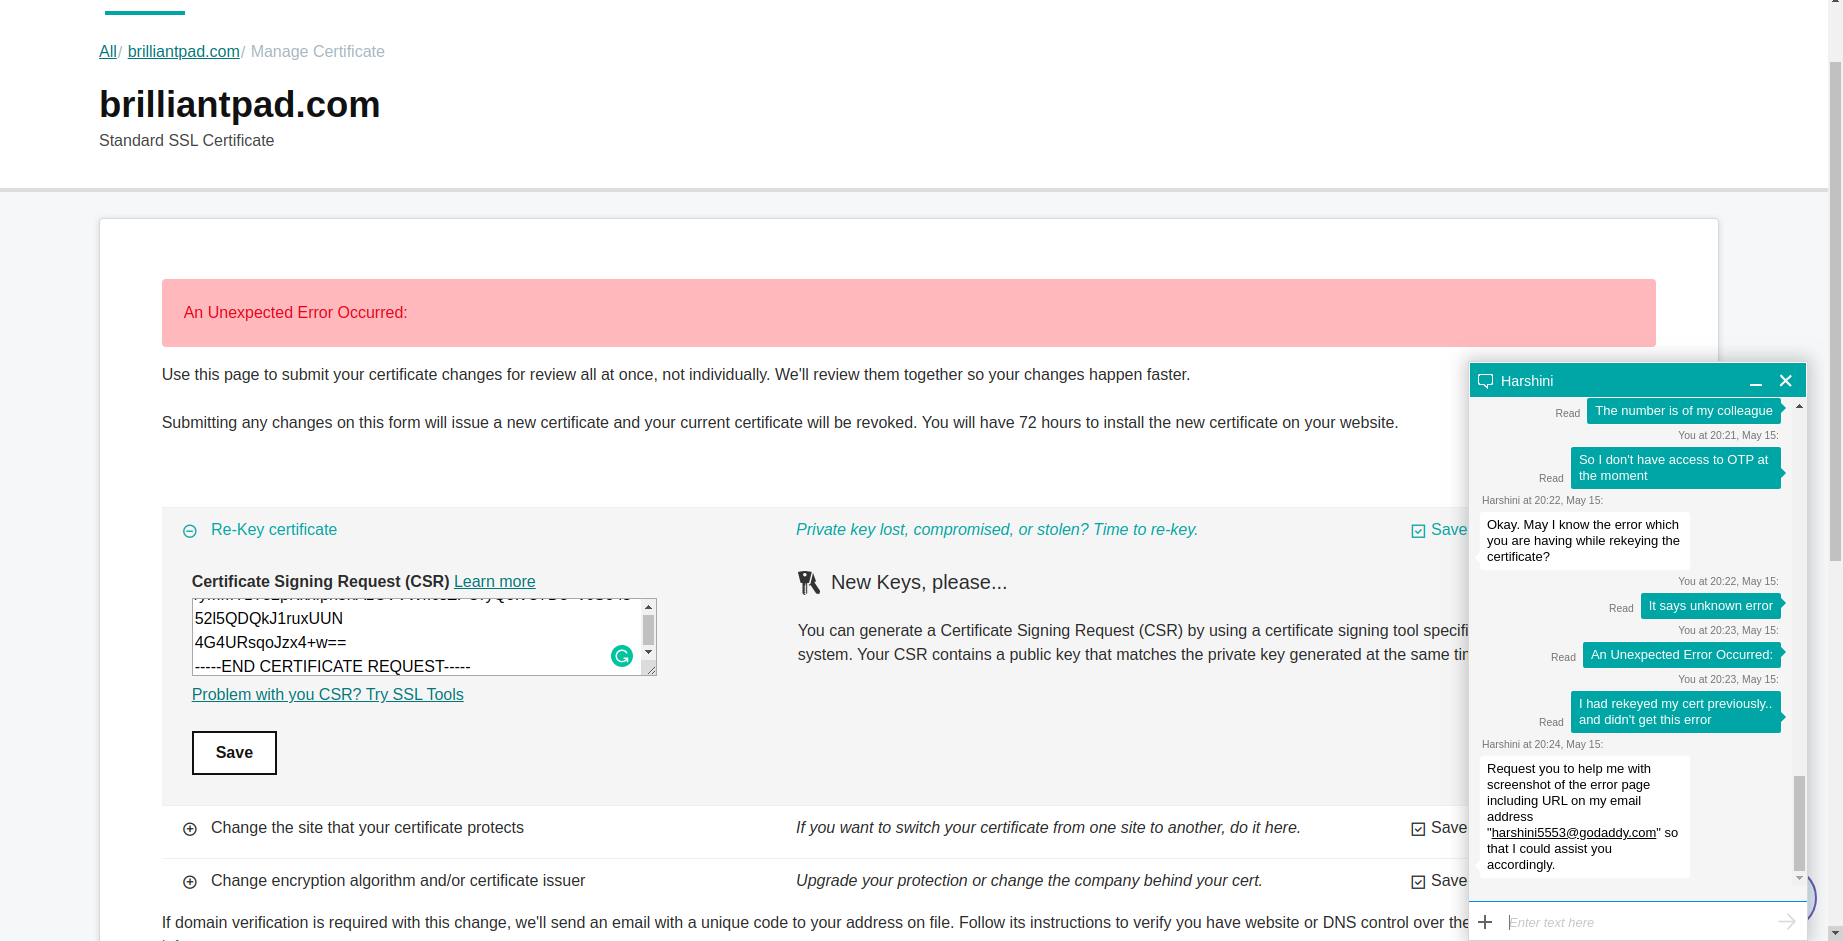 All/ brilliantpad.com/ Manage Certificate
brilliantpad.com
Standard SSL Certificate
An Unexpected Error Occurred:
Use this page to submit your certificate changes for review all at once, not individually. We'll review them together so your changes happen faster.
Submitting any changes on this form will issue a new certificate and your current certificate will be revoked. You will have 72 hours to install the new certificate on your website.
Re-Key certificate
Private key lost, compromised, or stolen? Time to re-key.
Save
Certificate Signing Request (CSR) Learn more
52I5QDQkJ1ruxUUN
4G4URsqoJzx4+w==
-----END CERTIFICATE REQUEST-----
Problem with you CSR? Try SSL Tools
Save
New Keys, please...
You can generate a Certificate Signing Request (CSR) by using a certificate signing tool
system. Your CSR contains a public key that matches the private key generated at the same
Change the site that your certificate protects
If you want to switch your certificate from one site to another, do it here.
Save
Change encryption algorithm and/or certificate issuer
Upgrade your protection or change the company behind your cert.
Save
If domain verification is required with this change, we'll send an email with a unique code to your address on file. Follow its instructions to verify you have website or DNS control over the
Harshini
The number is of my colleague
Read
You at 20:21, May 15:
So I don't have access to OTP at
the moment
Read
Harshini at 20:22, May 15:
Okay. May I know the error which
you are having while rekeying the
certificate?
You at 20:22, May 15:
It says unknown error
Read
You at 20:23, May 15:
An Unexpected Error Occurred:
Read
You at 20:23, May 15:
I had rekeyed my cert previously..
and didn't get this error
Read
Harshini at 20:24, May 15:
Request you to help me with
screenshot of the error page
including URL on my email
address
"harshini5553@godaddy.com" so
that I could assist you
accordingly.
Enter text here